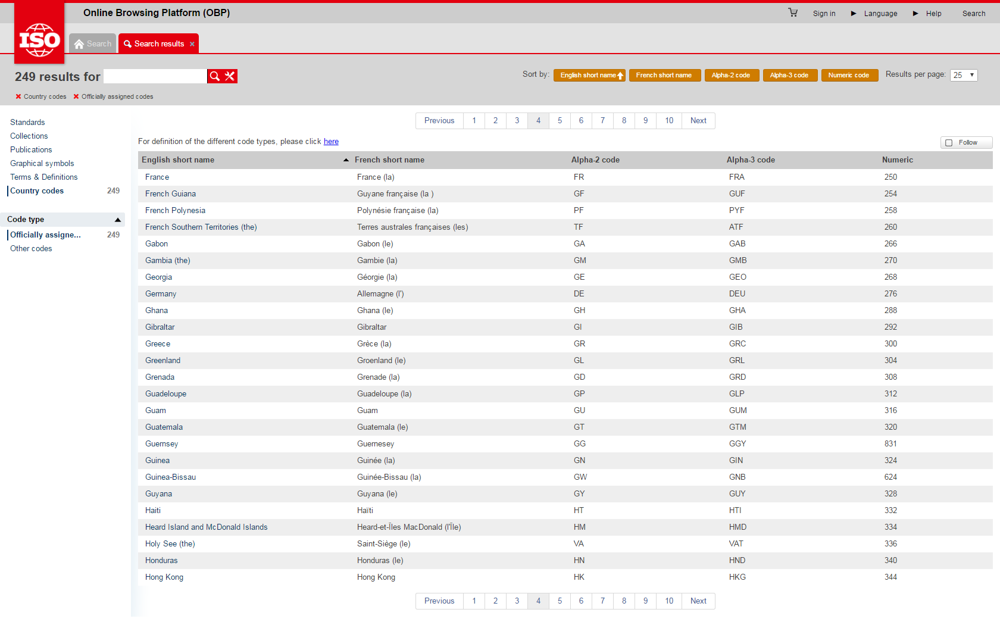 Online Browsing Platform (OBP)
Sign in ▶ Language ▶ Help Search
ISO
Search
Search results ×
249 results for
Sort by: English short name French short name Alpha-2 code Alpha-3 code Numeric code Results per page: 25
Country codes Officially assigned codes
Standards
Collections
Publications
Graphical symbols
Terms & Definitions
Country codes 249
Code type
Officially assigne... 249
Other codes
Previous 1 2 3 4 5 6 7 8 9 10 Next
For definition of the different code types, please click here
Follow
English short name French short name Alpha-2 code Alpha-3 code Numeric
France France (la) FR FRA 250
French Guiana Guyane française (la ) GF GUF 254
French Polynesia Polynésie française (la) PF PYF 258
French Southern Territories (the) Terres australes françaises (les) TF ATF 260
Gabon Gabon (le) GA GAB 266
Gambia (the) Gambie (la) GM GMB 270
Georgia Géorgie (la) GE GEO 268
Germany Allemagne (l') DE DEU 276
Ghana Ghana (le) GH GHA 288
Gibraltar Gibraltar GI GIB 292
Greece Grèce (la) GR GRC 300
Greenland Groenland (le) GL GRL 304
Grenada Grenade (la) GD GRD 308
Guadeloupe Guadeloupe (la) GP GLP 312
Guam Guam GU GUM 316
Guatemala Guatemala (le) GT GTM 320
Guernsey Guernesey GG GGY 831
Guinea Guinée (la) GN GIN 324
Guinea-Bissau Guinée-Bissau (la) GW GNB 624
Guyana Guyana (le) GY GUY 328
Haiti Haïti HT HTI 332
Heard Island and McDonald Islands Heard-et-Îles MacDonald (l'Île) HM HMD 334
Holy See (the) Saint-Siège (le) VA VAT 336
Honduras Honduras (le) HN HND 340
Hong Kong Hong Kong HK HKG 344
Previous 1 2 3 4 5 6 7 8 9 10 Next